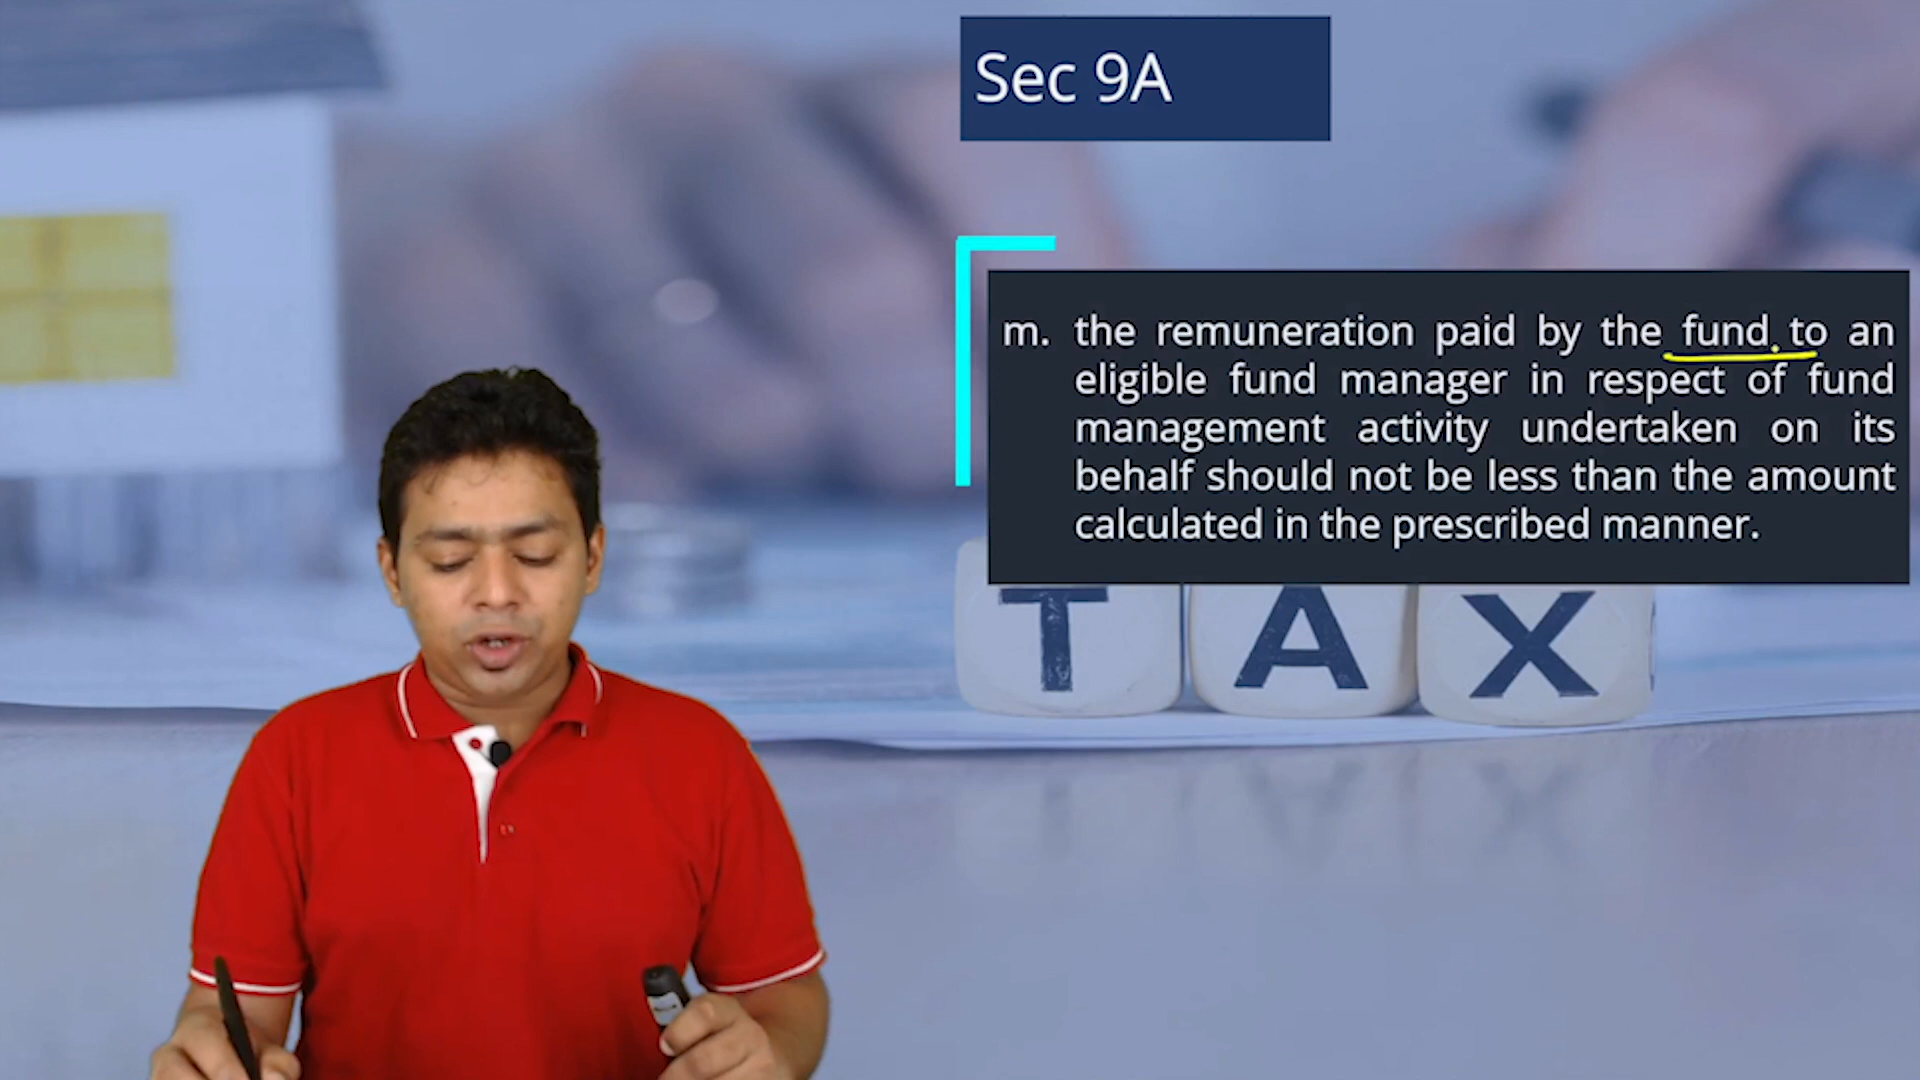 Sec 9A
m. the remuneration paid by the fund to an
eligible fund manager in respect of fund
management activity undertaken on its
behalf should not be less than the amount
calculated in the prescribed manner.
TAX